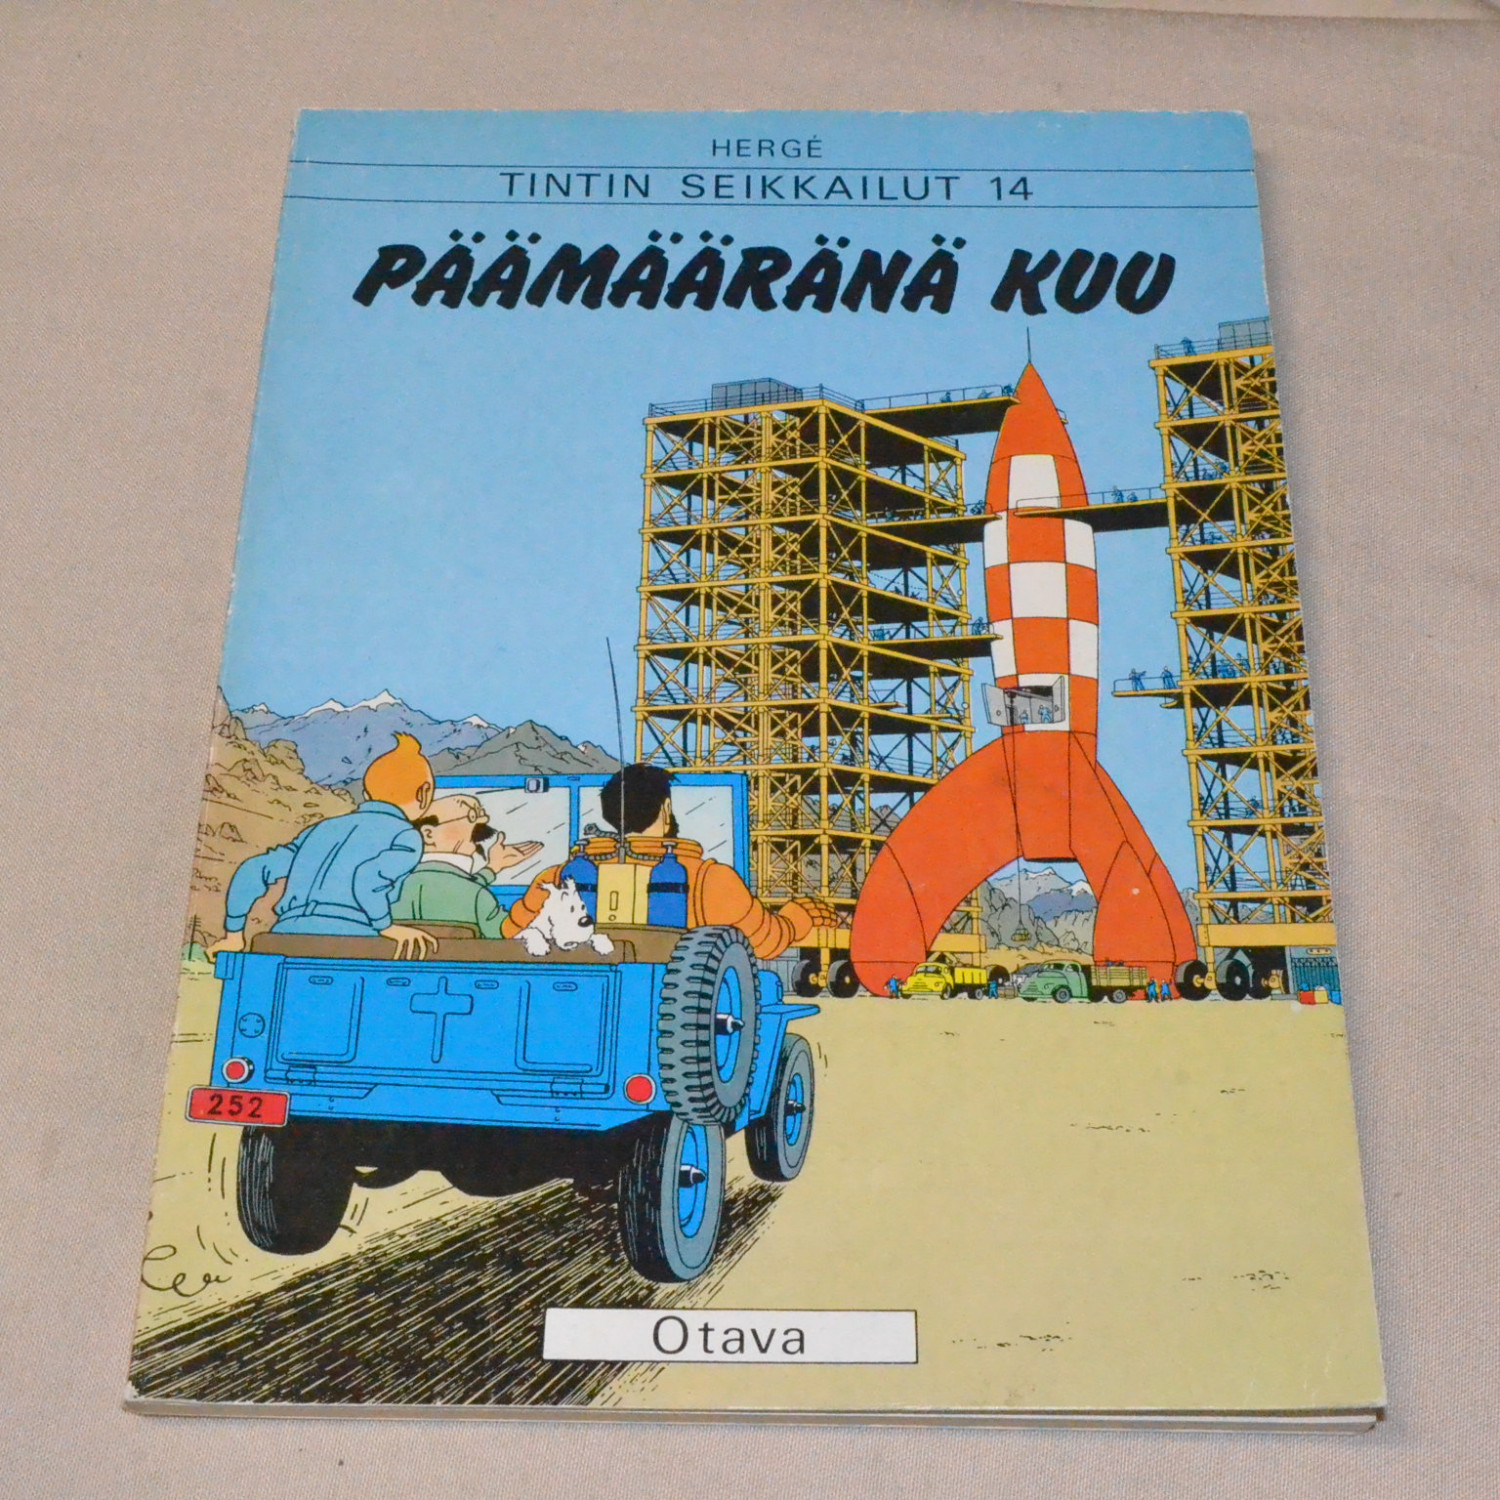 HERGÉ
TINTIN SEIKKAILUT 14
PÄÄMÄÄRÄNÄ KUU
252
Otava